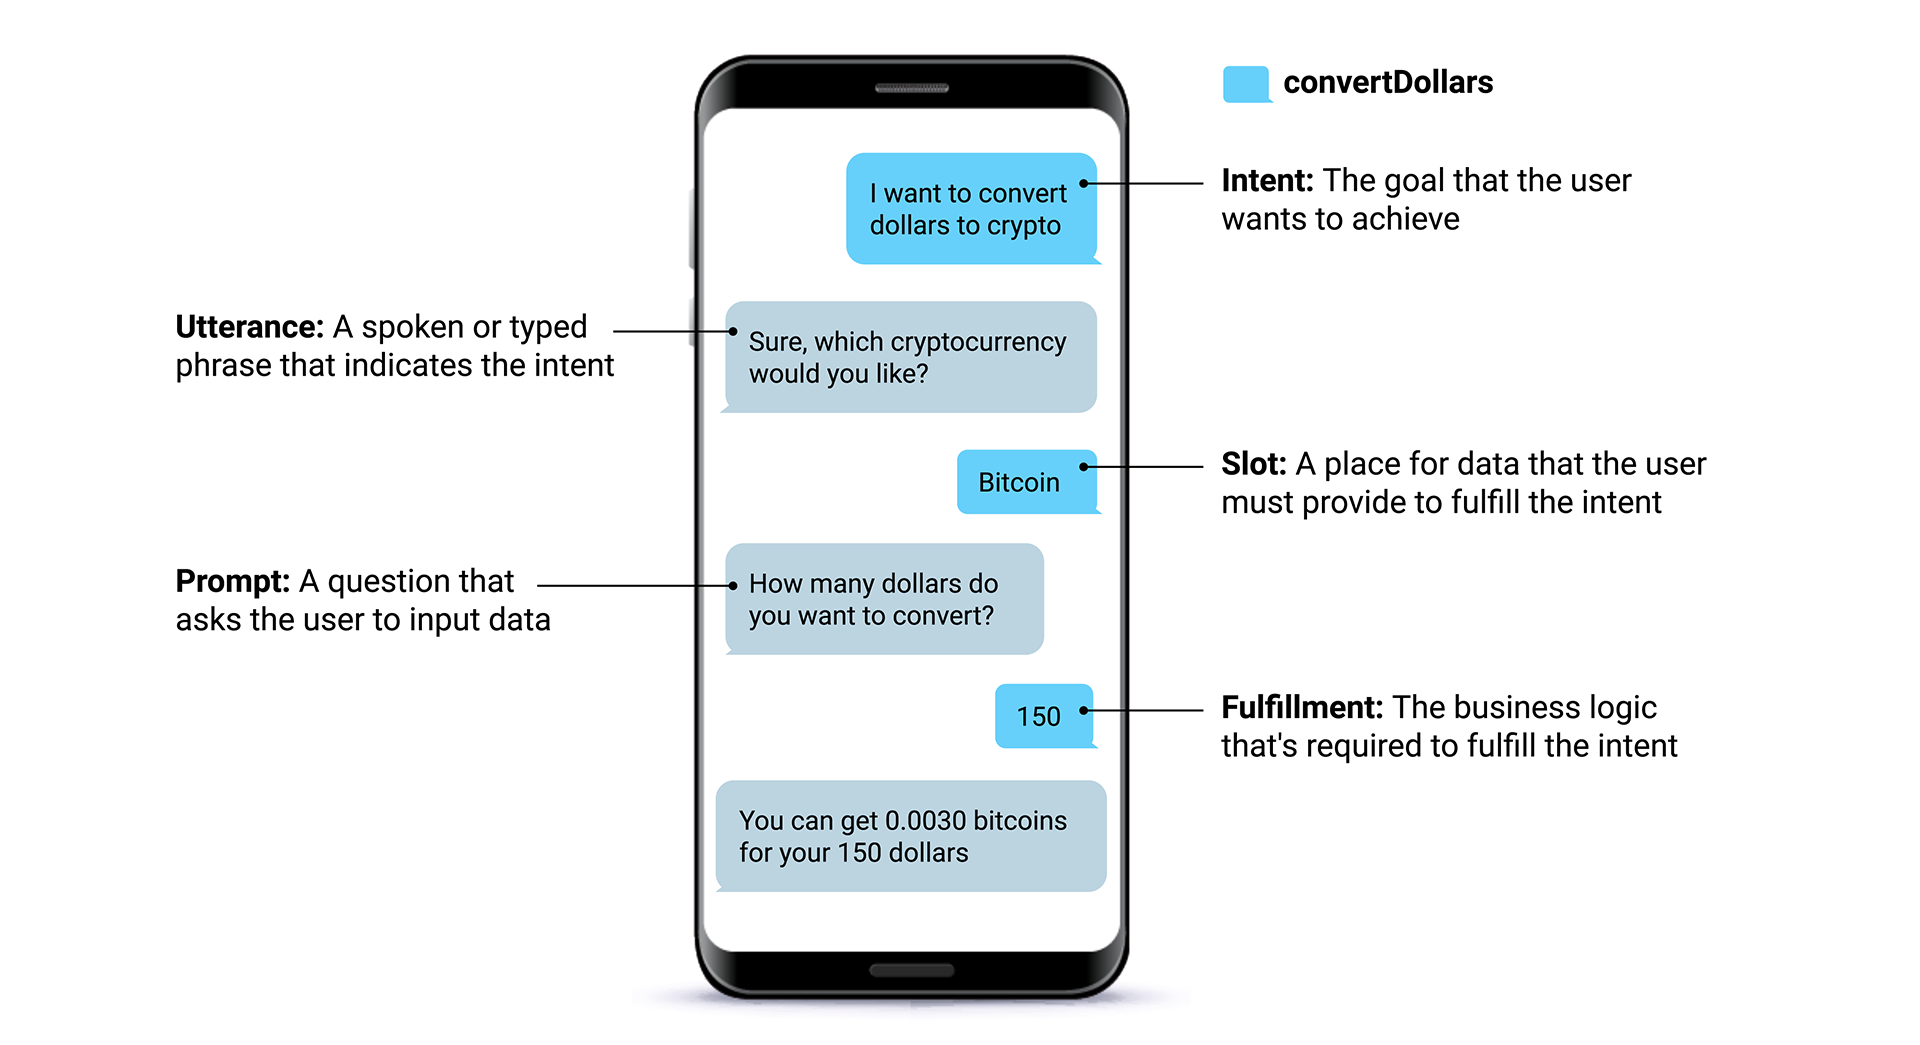 convertDollars
I want to convert
dollars to crypto
Intent: The goal that the user
wants to achieve
Utterance: A spoken or typed
phrase that indicates the intent
Sure, which cryptocurrency
would you like?
Bitcoin
Slot: A place for data that the user
must provide to fulfill the intent
Prompt: A question that
asks the user to input data
How many dollars do
you want to convert?
150
Fulfillment: The business logic
that's required to fulfill the intent
You can get 0.0030 bitcoins
for your 150 dollars